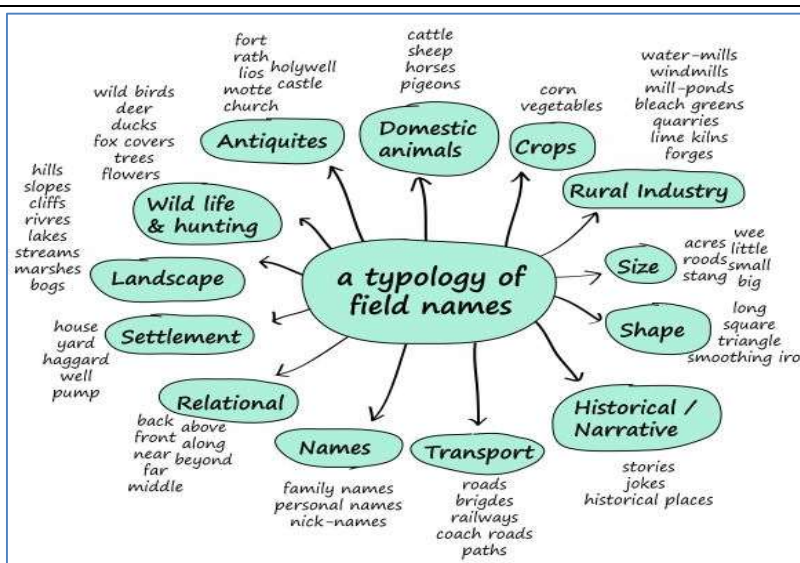 fort
rath
lios
motte
church
holywell
castle
Antiquites
cattle
sheep
horses
pigeons
Domestic
animals
corn
vegetables
Crops
water-mills
windmills
mill-ponds
bleach greens
quarries
lime kilns
forges
Rural Industry
wild birds
deer
ducks
fox covers
trees
flowers
Wild life
& hunting
hills
slopes
cliffs
rivres
lakes
streams
marshes
bogs
Landscape
a typology of
field names
Size
acres
roods
stang
wee
little
small
big
Shape
long
square
triangle
smoothing iro
Settlement
house
yard
haggard
well
pump
Relational
back
front
near
far
middle
above
along
beyond
Names
family names
personal names
nick-names
Transport
roads
brigdes
railways
coach roads
paths
Historical /
Narrative
stories
jokes
historical places